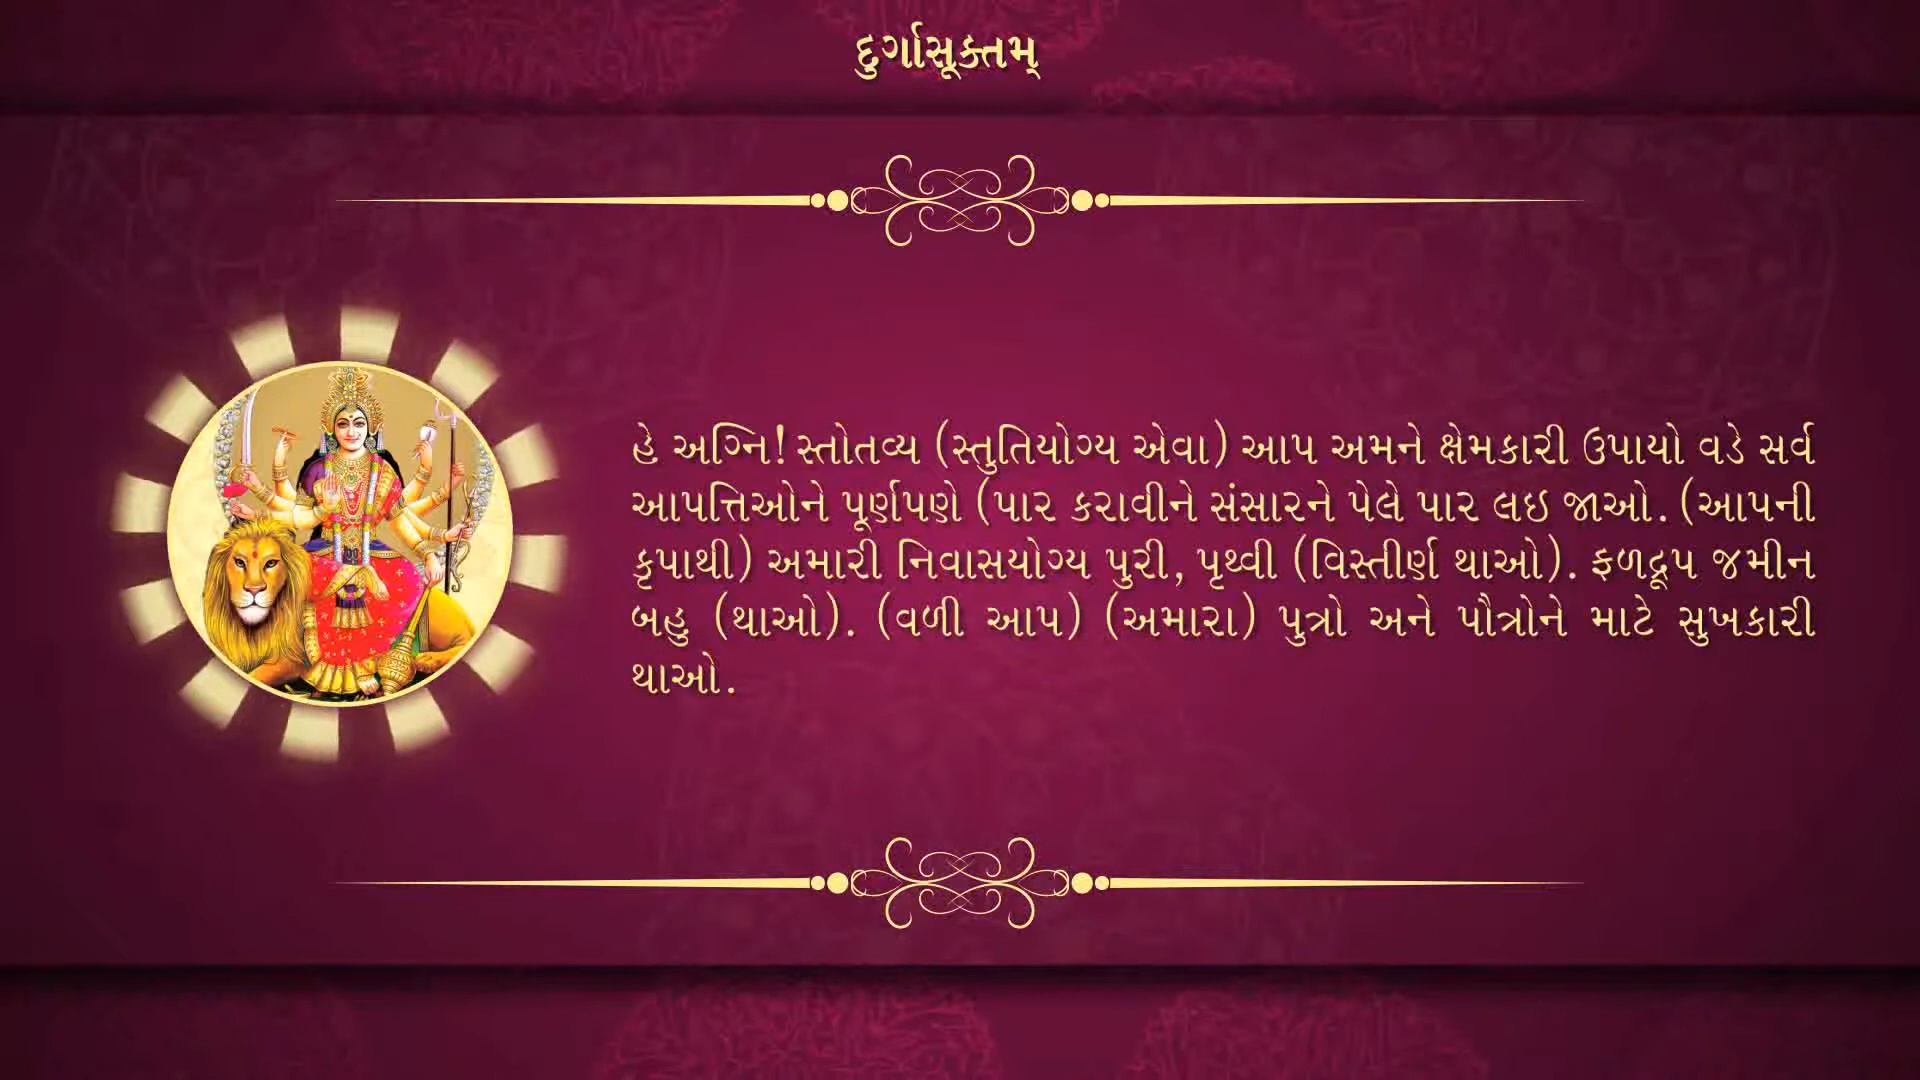 દુર્ગાસૂક્તમ્
હે અગ્નિ! સ્તોતવ્ય (સ્તુતિયોગ્ય એવા) આપ અમને ક્ષેમકારી ઉપાયો વડે સર્વ
આપત્તિઓને પૂર્ણપણે (પાર કરાવીને સંસારને પેલે પાર લઇ જાઓ. (આપની
કૃપાથી) અમારી નિવાસયોગ્ય પુરી, પૃથ્વી (વિસ્તીર્ણ થાઓ). ફળદ્રૂપ જમીન
બહુ (થાઓ). (વળી આપ) (અમારા) પુત્રો અને પૌત્રોને માટે સુખકારી
થાઓ.